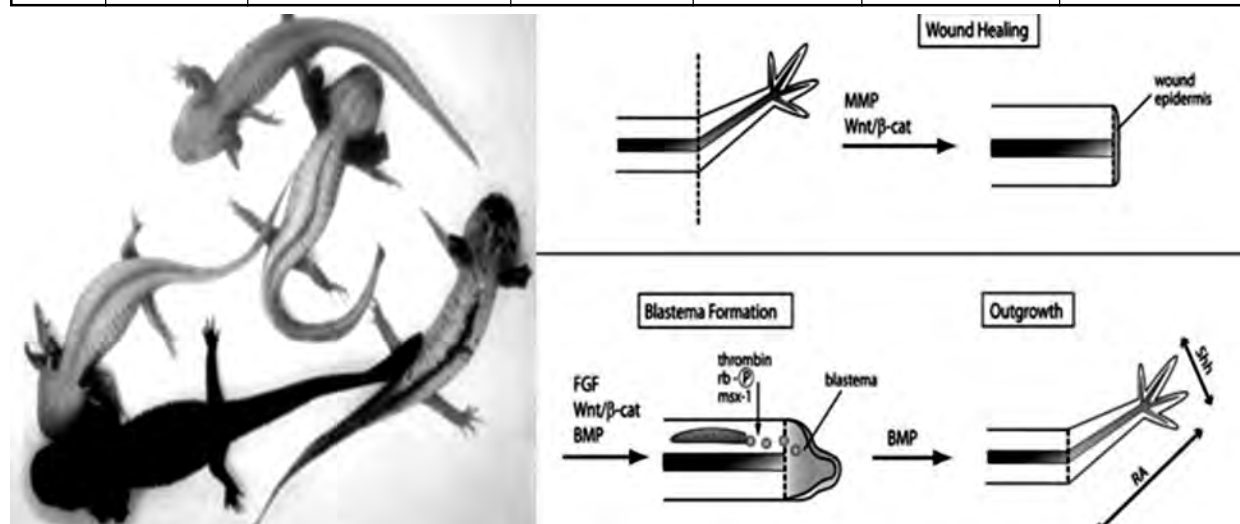 Wound Healing
MMP
Wnt/β-cat
wound
epidermis
Blastema Formation
Outgrowth
thrombin
rb-Ⓟ
msx-1
blastema
FGF
Wnt/β-cat
BMP
BMP
Shh
RA